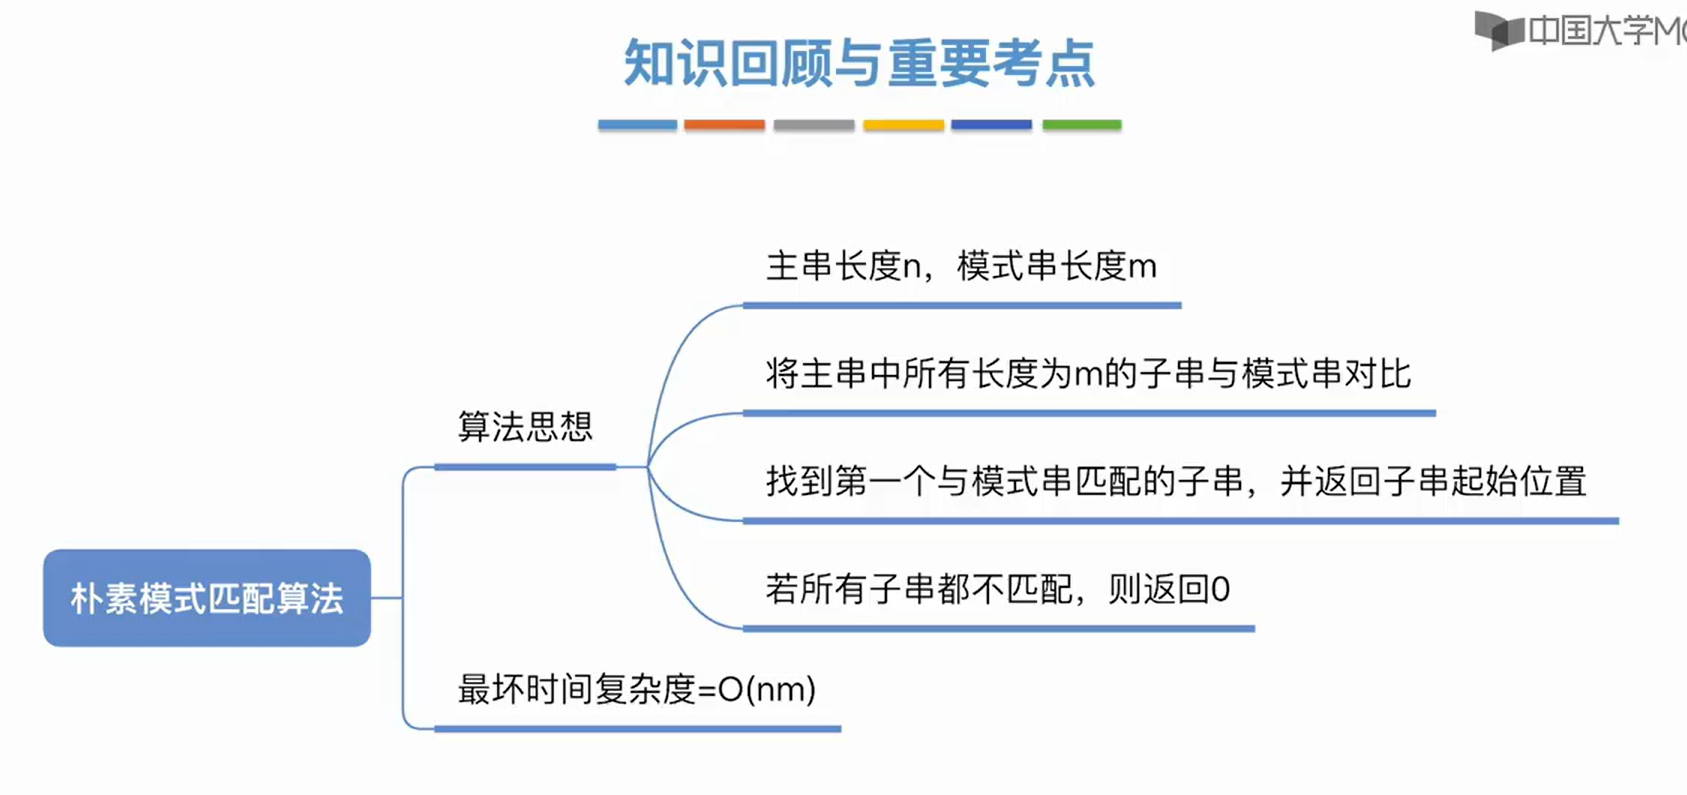 中国大学MO
知识回顾与重要考点
主串长度n，模式串长度m
将主串中所有长度为m的子串与模式串对比
算法思想
找到第一个与模式串匹配的子串，并返回子串起始位置
朴素模式匹配算法
若所有子串都不匹配，则返回0
最坏时间复杂度=O(nm)